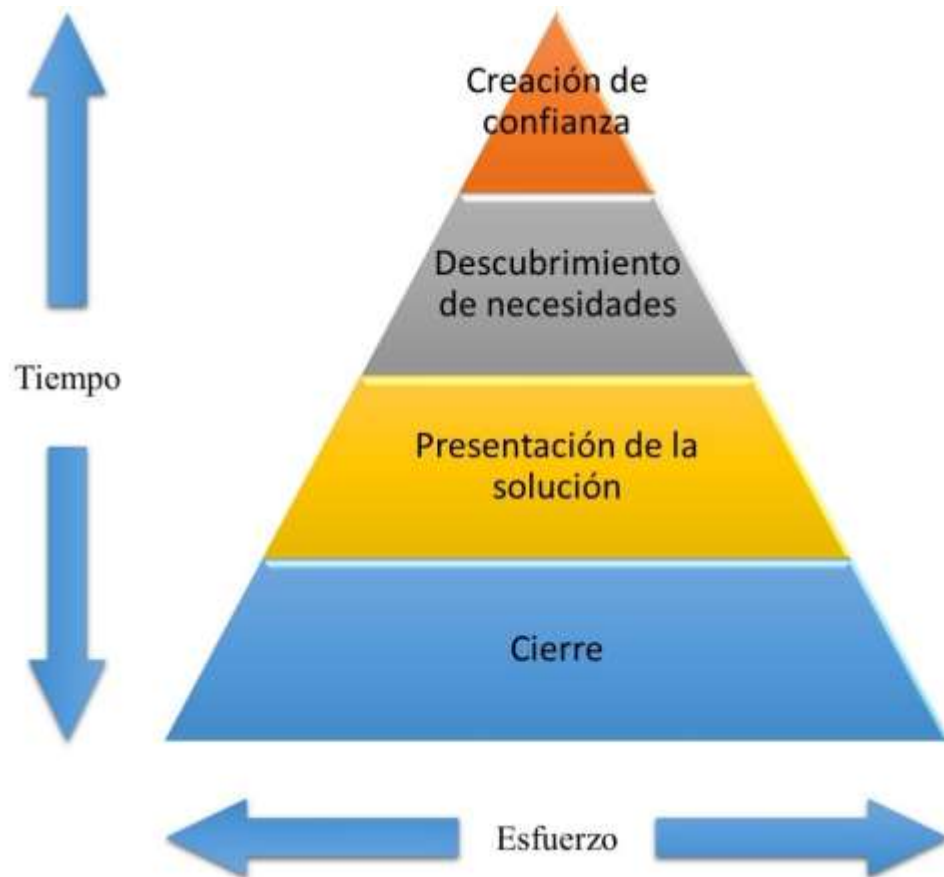 Creación de
confianza
Descubrimiento
de necesidades
Tiempo
Presentación de la
solución
Cierre
Esfuerzo